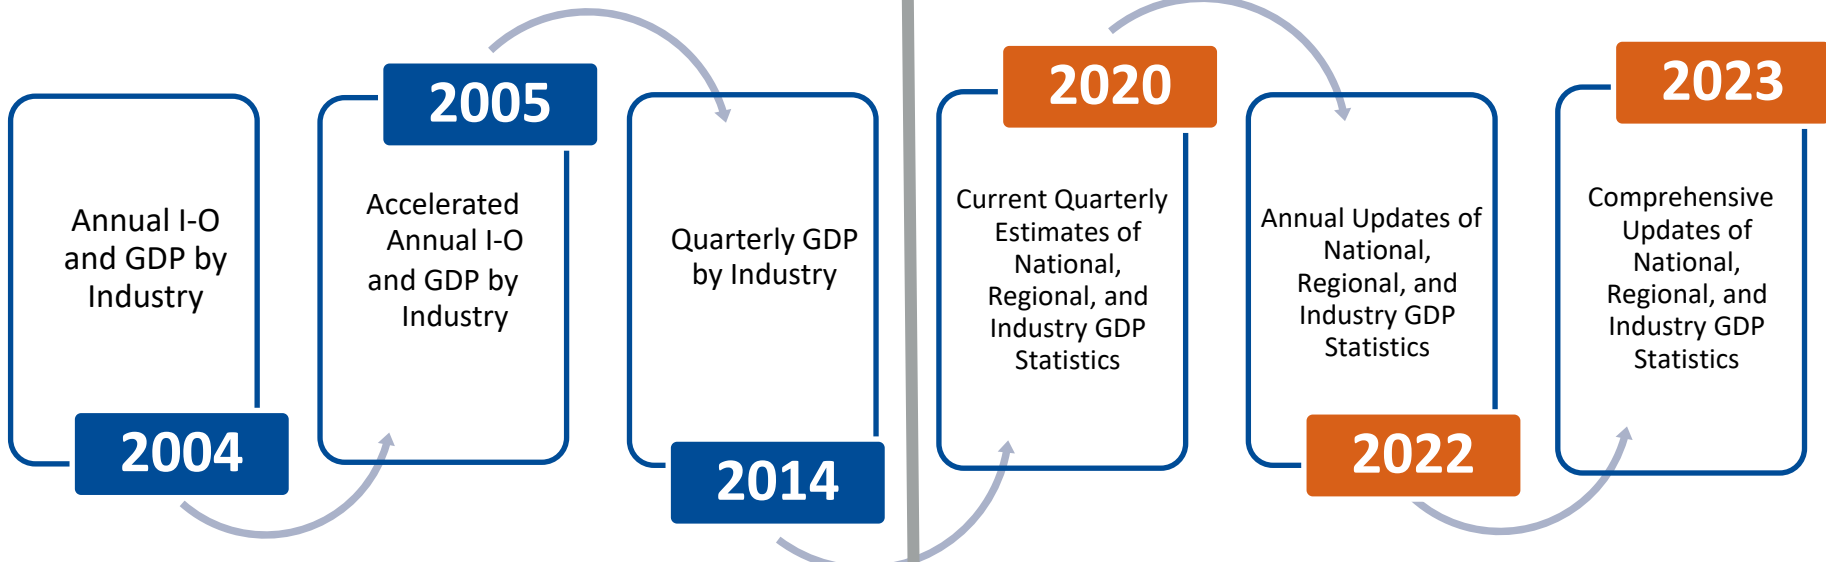 Annual I-O
and GDP by
Industry
2004
2005
Accelerated
Annual I-O
and GDP by
Industry
Quarterly GDP
by Industry
2014
2020
Current Quarterly
Estimates of
National,
Regional, and
Industry GDP
Statistics
Annual Updates of
National,
Regional, and
Industry GDP
Statistics
2022
2023
Comprehensive
Updates of
National,
Regional, and
Industry GDP
Statistics